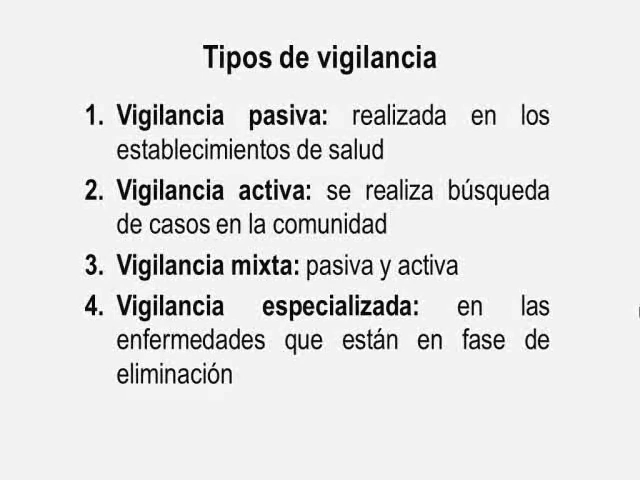 Tipos de vigilancia
1. Vigilancia pasiva: realizada en los
establecimientos de salud
2. Vigilancia activa: se realiza búsqueda
de casos en la comunidad
3. Vigilancia mixta: pasiva y activa
4. Vigilancia especializada: en las
enfermedades que están en fase de
eliminación